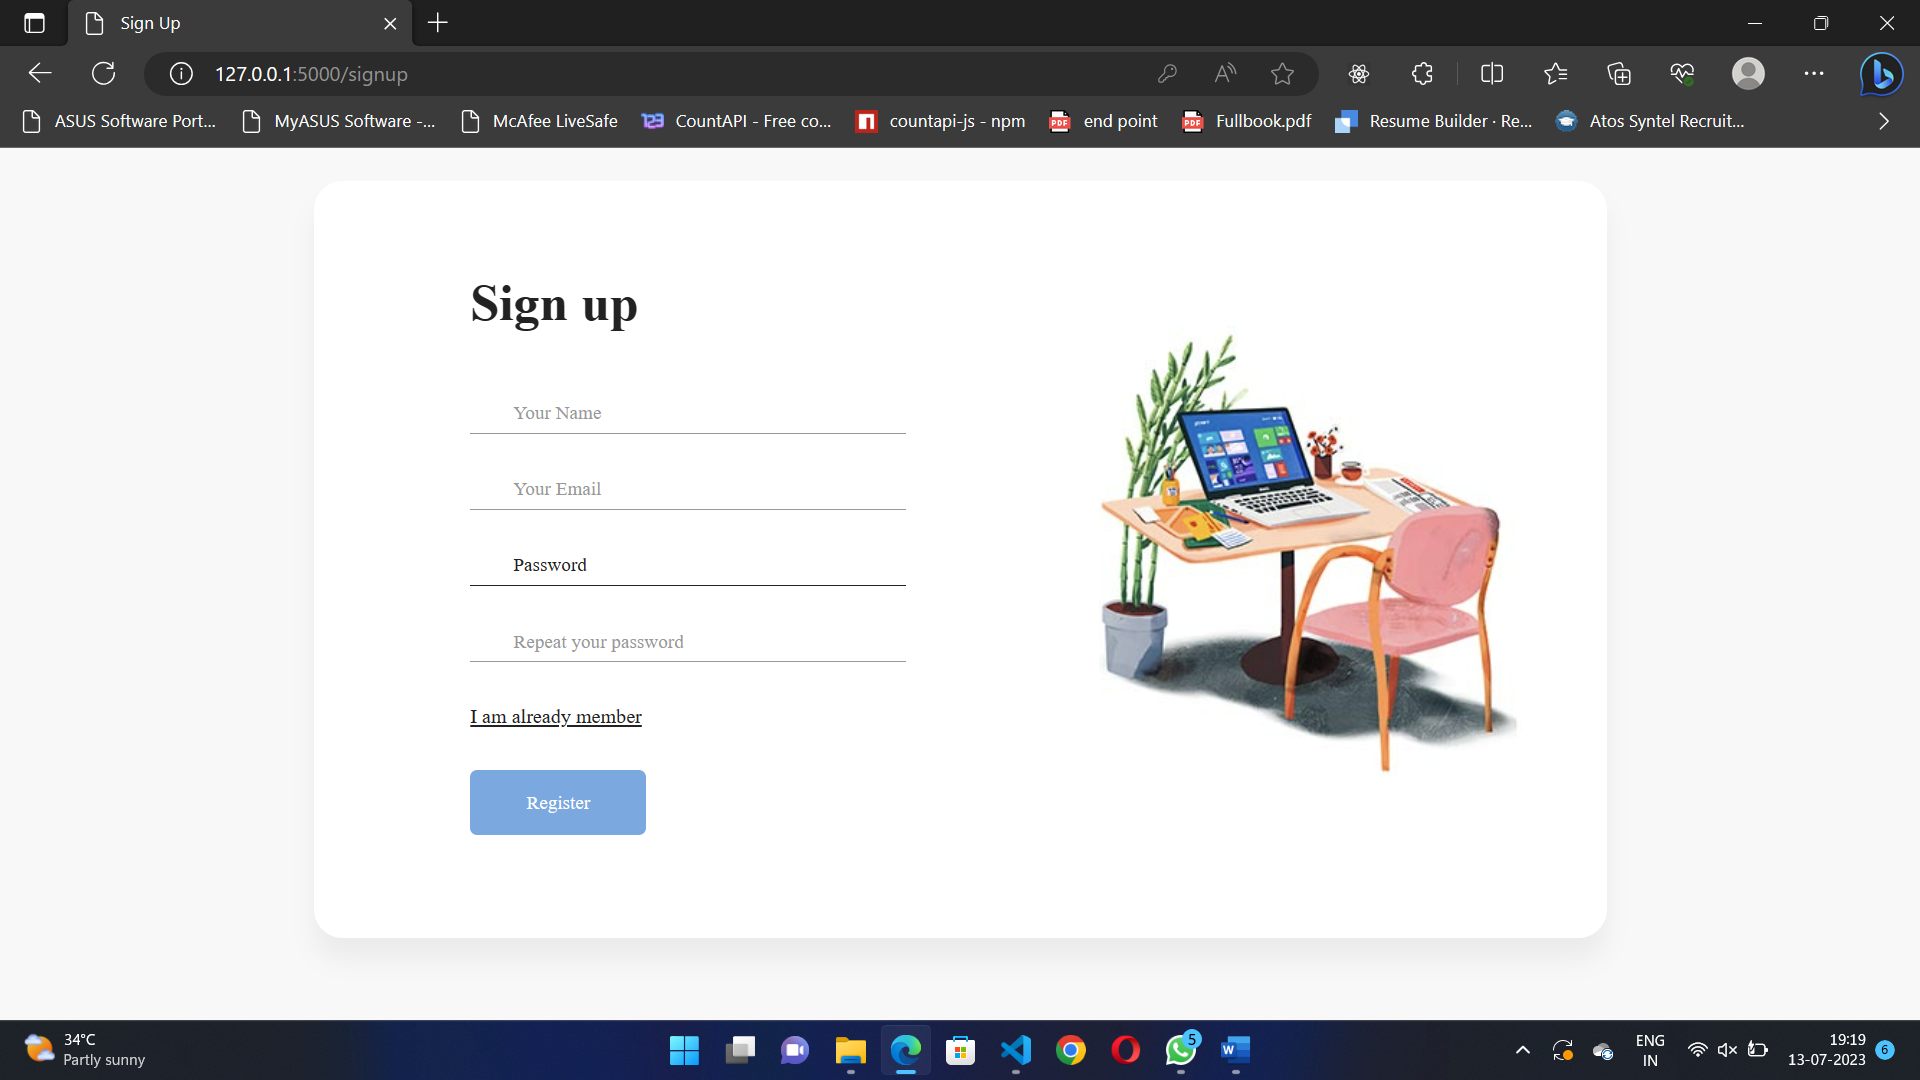 Sign Up
127.0.0.1:5000/signup
ASUS Software Port... MyASUS Software -... McAfee LiveSafe CountAPI - Free co... countapi-js - npm end point Fullbook.pdf Resume Builder · Re... Atos Syntel Recruit...
Sign up
Your Name
Your Email
Password
Repeat your password
I am already member
Register
34°C
Partly sunny
5
ENG
IN
19:19
13-07-2023
6